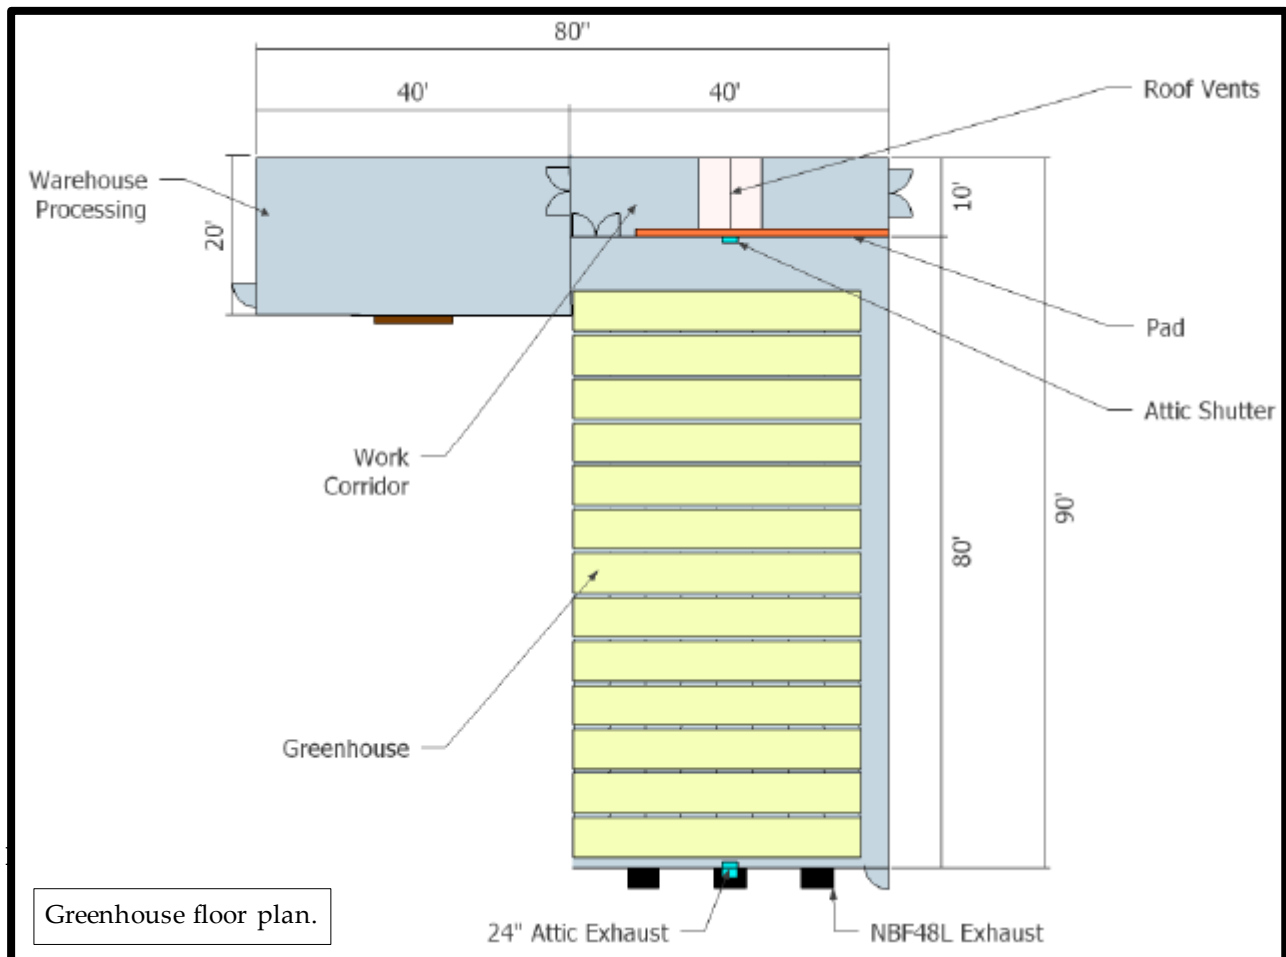 80"
40'
40'
Roof Vents
Warehouse
Processing
20'
10'
Pad
Attic Shutter
Work
Corridor
90'
80'
Greenhouse
Greenhouse floor plan.
24" Attic Exhaust
NBF48L Exhaust